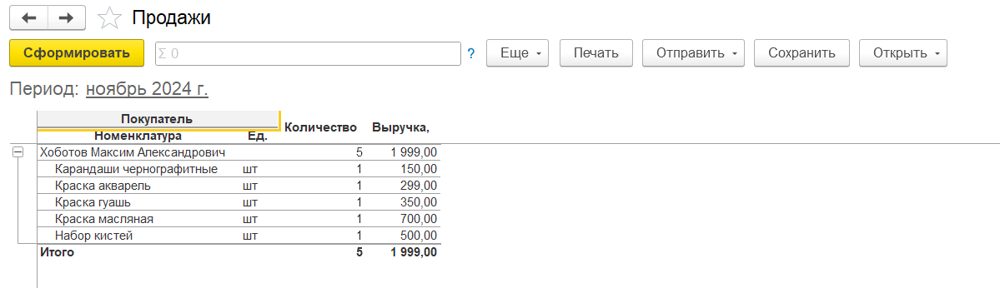 Продажи
Сформировать Σ 0 ? Еще Печать Отправить Сохранить Открыть
Период: ноябрь 2024 г.
Покупатель Количество Выручка,
Номенклатура Ед.
Хоботов Максим Александрович 5 1 999,00
Карандаши чернографитные шт 1 150,00
Краска акварель шт 1 299,00
Краска гуашь шт 1 350,00
Краска масляная шт 1 700,00
Набор кистей шт 1 500,00
Итого 5 1 999,00